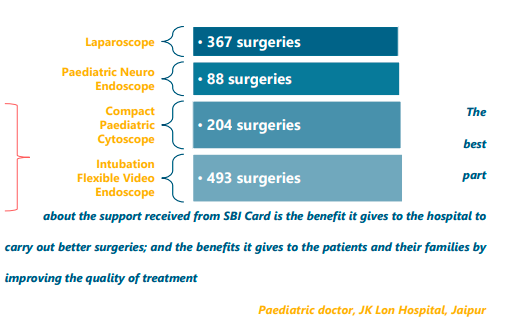 Laparoscope
• 367 surgeries
Paediatric Neuro
Endoscope
• 88 surgeries
Compact
Paediatric
Cytoscope
• 204 surgeries
Intubation
Flexible Video
Endoscope
• 493 surgeries
The
best
part
about the support received from SBI Card is the benefit it gives to the hospital to
carry out better surgeries; and the benefits it gives to the patients and their families by
improving the quality of treatment
Paediatric doctor, JK Lon Hospital, Jaipur